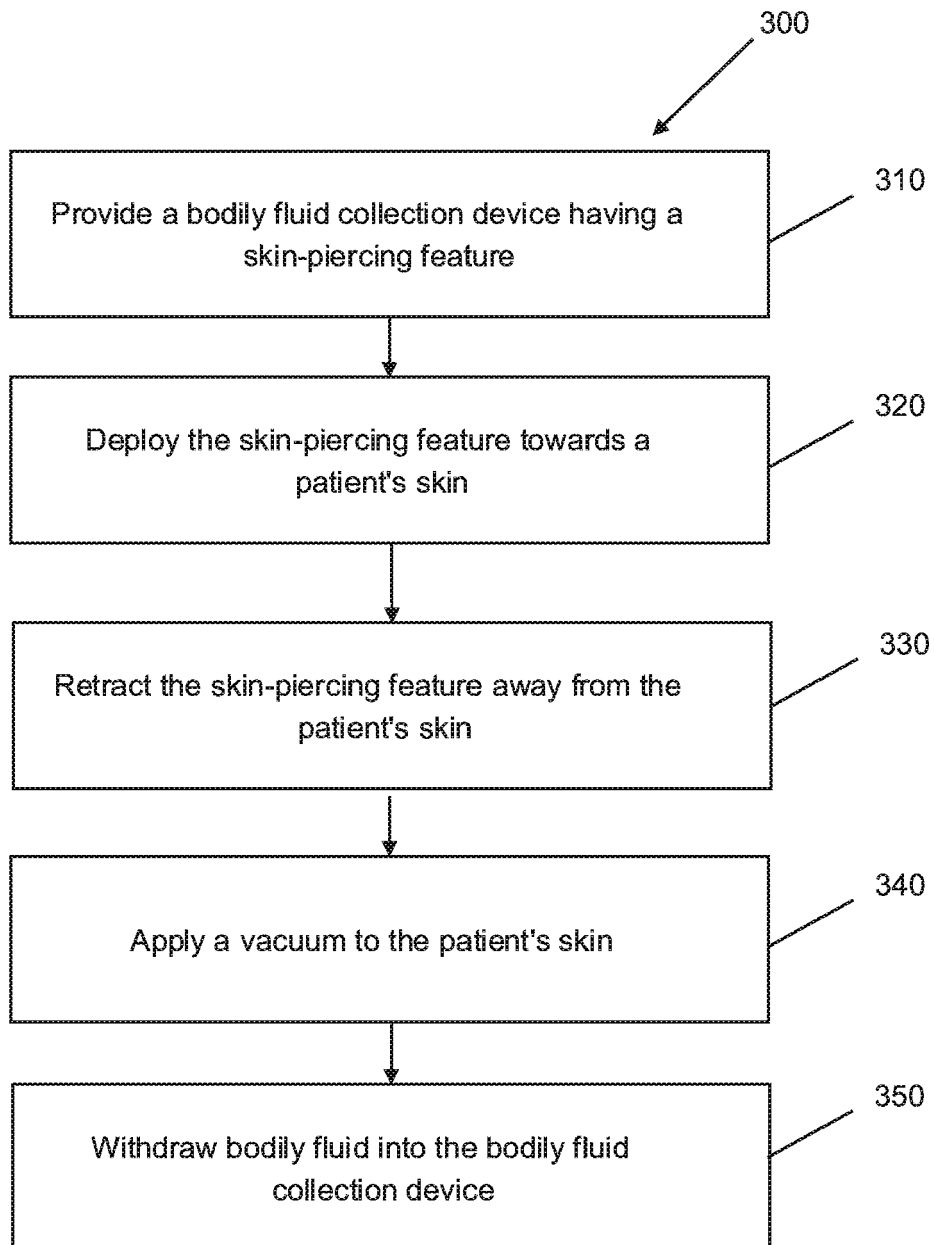 300
310
Provide a bodily fluid collection device having a
skin-piercing feature
320
Deploy the skin-piercing feature towards a
patient's skin
330
Retract the skin-piercing feature away from the
patient's skin
340
Apply a vacuum to the patient's skin
350
Withdraw bodily fluid into the bodily fluid
collection device